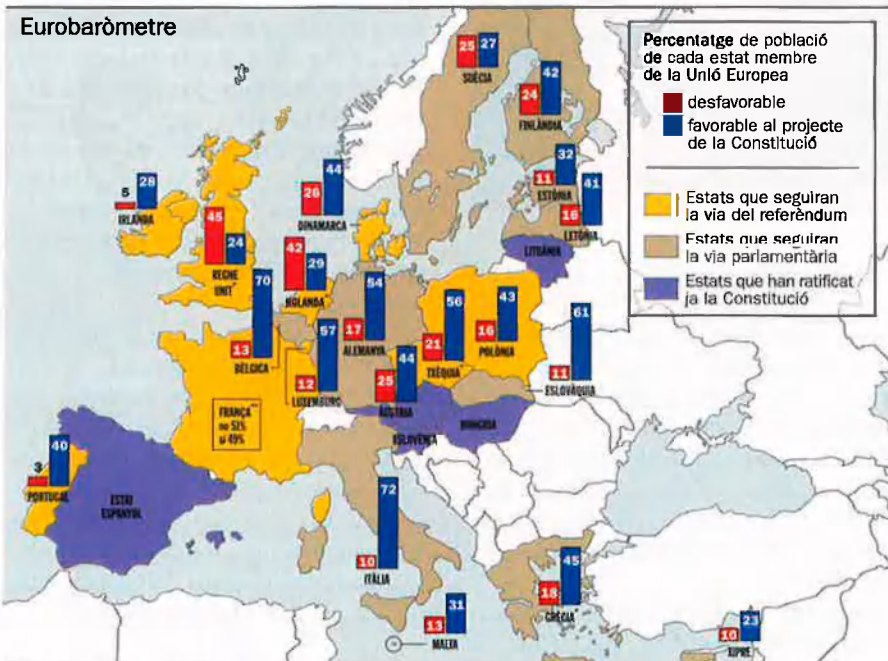 Eurobaròmetre
Percentatge de població
de cada estat membre
de la Unió Europea
desfavorable
favorable al projecte
de la Constitució
Estats que seguiran
la via del referèndum
Estats que seguiran
la via parlamentària
Estats que han ratificat
ja la Constitució
25
27
SUÈCIA
24
42
FINLÀNDIA
5
28
IRLANDA
45
24
REGNE
UNIT*
26
44
DINAMARCA
11
32
ESTÒNIA
16
41
LETÒNIA
LITUÀNIA
42
29
HOLANDA
13
70
BÈLGICA
12
57
LUXEMBURG
17
54
ALEMANYA
21
56
TXÈQUIA
16
43
POLÒNIA
11
61
ESLOVÀQUIA
25
44
ÀUSTRIA
ESLOVÈNIA
HONGRIA
FRANÇA**
no 51%
sí 49%
3
40
PORTUGAL
ESTAT
ESPANYOL
10
72
ITÀLIA
13
31
MALTA
18
45
GRÈCIA*
10
23
XIPRE